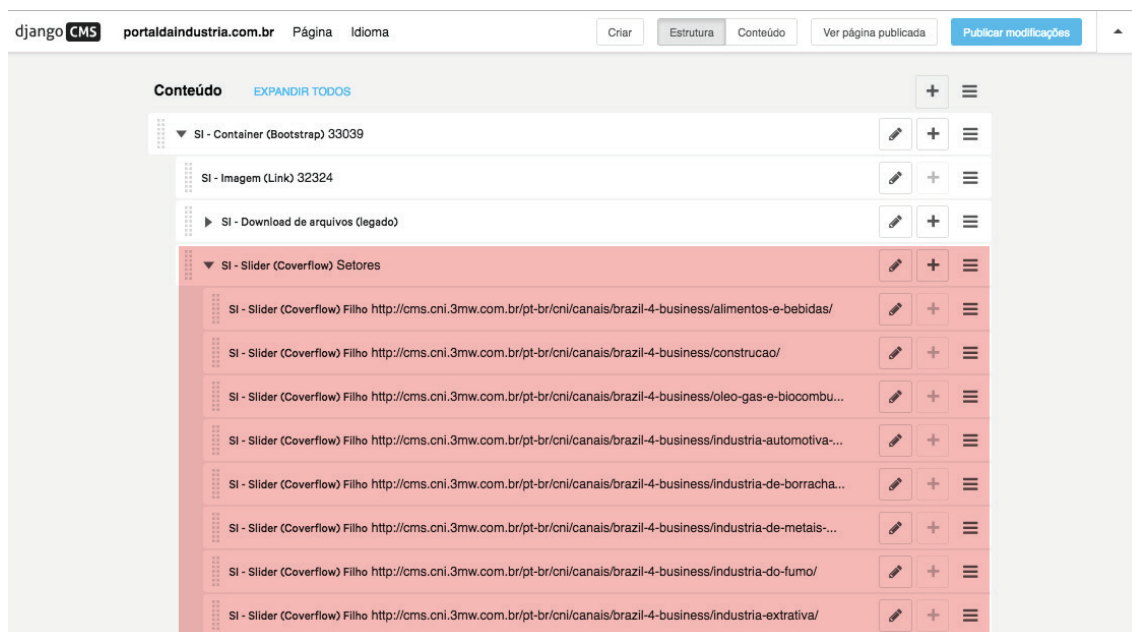 django CMS portaldaindustria.com.br Página Idioma Criar Estrutura Conteúdo Ver página publicada Publicar modificações
Conteúdo EXPANDIR TODOS
SI - Container (Bootstrap) 33039
SI - Imagem (Link) 32324
SI - Download de arquivos (legado)
SI - Slider (Coverflow) Setores
SI - Slider (Coverflow) Filho http://cms.cni.3mw.com.br/pt-br/cni/canais/brazil-4-business/alimentos-e-bebidas/
SI - Slider (Coverflow) Filho http://cms.cni.3mw.com.br/pt-br/cni/canais/brazil-4-business/construcao/
SI - Slider (Coverflow) Filho http://cms.cni.3mw.com.br/pt-br/cni/canais/brazil-4-business/oleo-gas-e-biocombu...
SI - Slider (Coverflow) Filho http://cms.cni.3mw.com.br/pt-br/cni/canais/brazil-4-business/industria-automotiva-...
SI - Slider (Coverflow) Filho http://cms.cni.3mw.com.br/pt-br/cni/canais/brazil-4-business/industria-de-borracha...
SI - Slider (Coverflow) Filho http://cms.cni.3mw.com.br/pt-br/cni/canais/brazil-4-business/industria-de-metais-...
SI - Slider (Coverflow) Filho http://cms.cni.3mw.com.br/pt-br/cni/canais/brazil-4-business/industria-do-fumo/
SI - Slider (Coverflow) Filho http://cms.cni.3mw.com.br/pt-br/cni/canais/brazil-4-business/industria-extrativa/